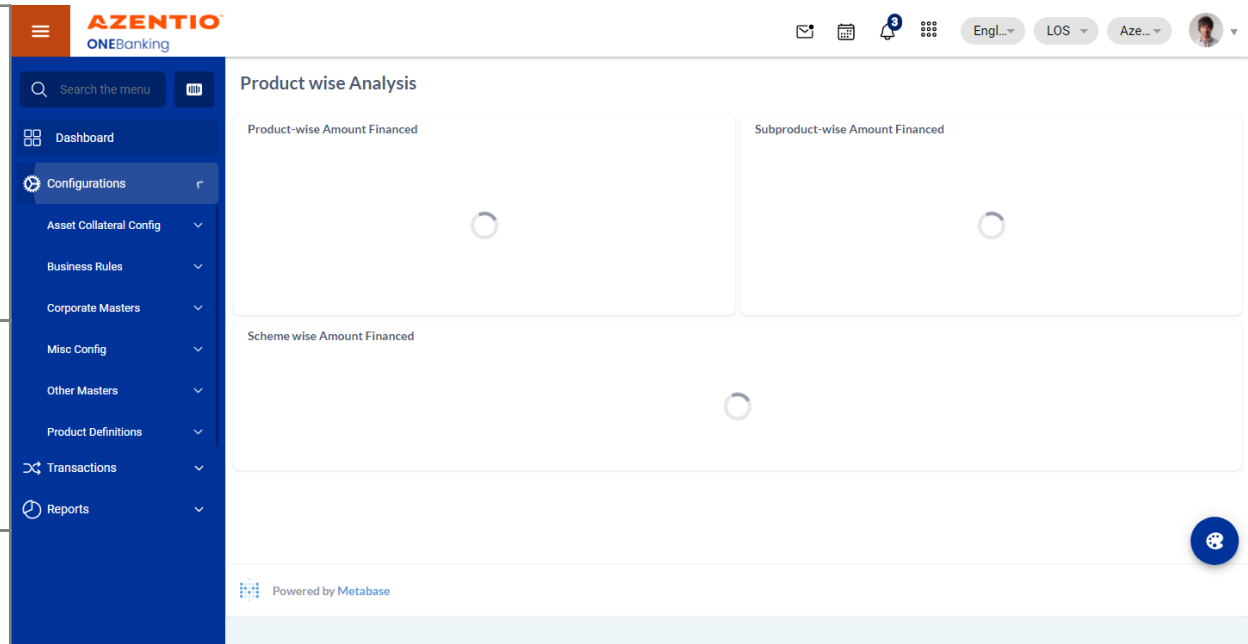 AZENTIO
ONEBanking
3
Engl...
LOS
Aze...
Search the menu
Dashboard
Configurations
Asset Collateral Config
Business Rules
Corporate Masters
Misc Config
Other Masters
Product Definitions
Transactions
Reports
Product wise Analysis
Product-wise Amount Financed
Subproduct-wise Amount Financed
Scheme wise Amount Financed
Powered by Metabase